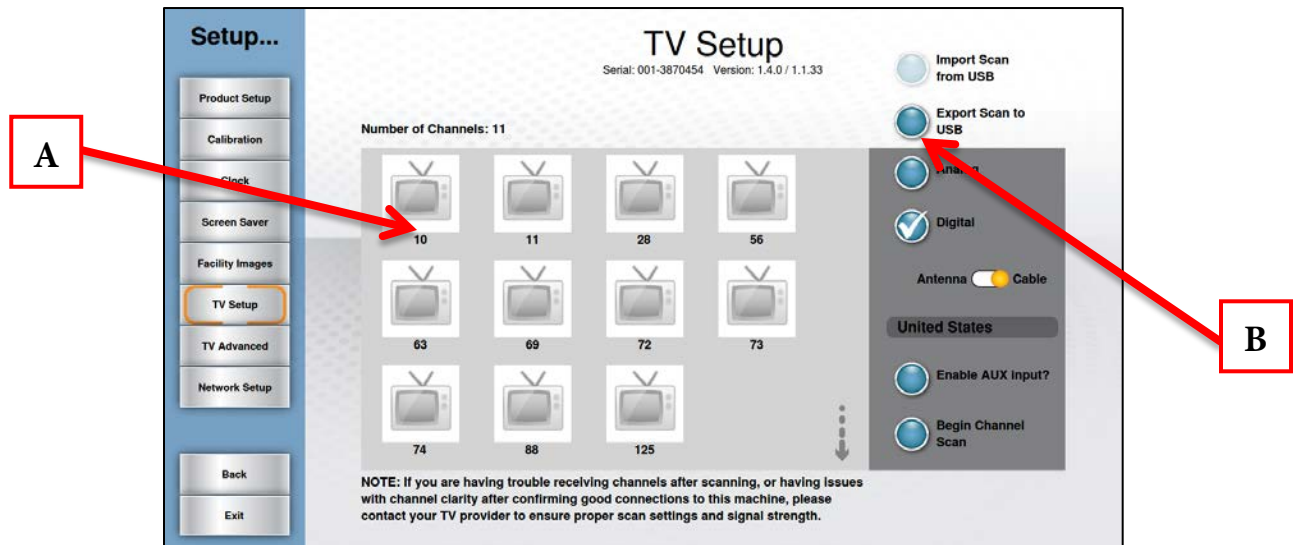 Setup...
Product Setup
Calibration
Clock
Screen Saver
Facility Images
TV Setup
TV Advanced
Network Setup
Back
Exit
A
TV Setup
Serial: 001-3870454 Version: 1.4.0 / 1.1.33
Number of Channels: 11
10 11 28 56
63 69 72 73
74 88 125
NOTE: If you are having trouble receiving channels after scanning, or having issues
with channel clarity after confirming good connections to this machine, please
contact your TV provider to ensure proper scan settings and signal strength.
Import Scan
from USB
Export Scan to
USB
Analog
Digital
Antenna Cable
United States
Enable AUX input?
Begin Channel
Scan
B